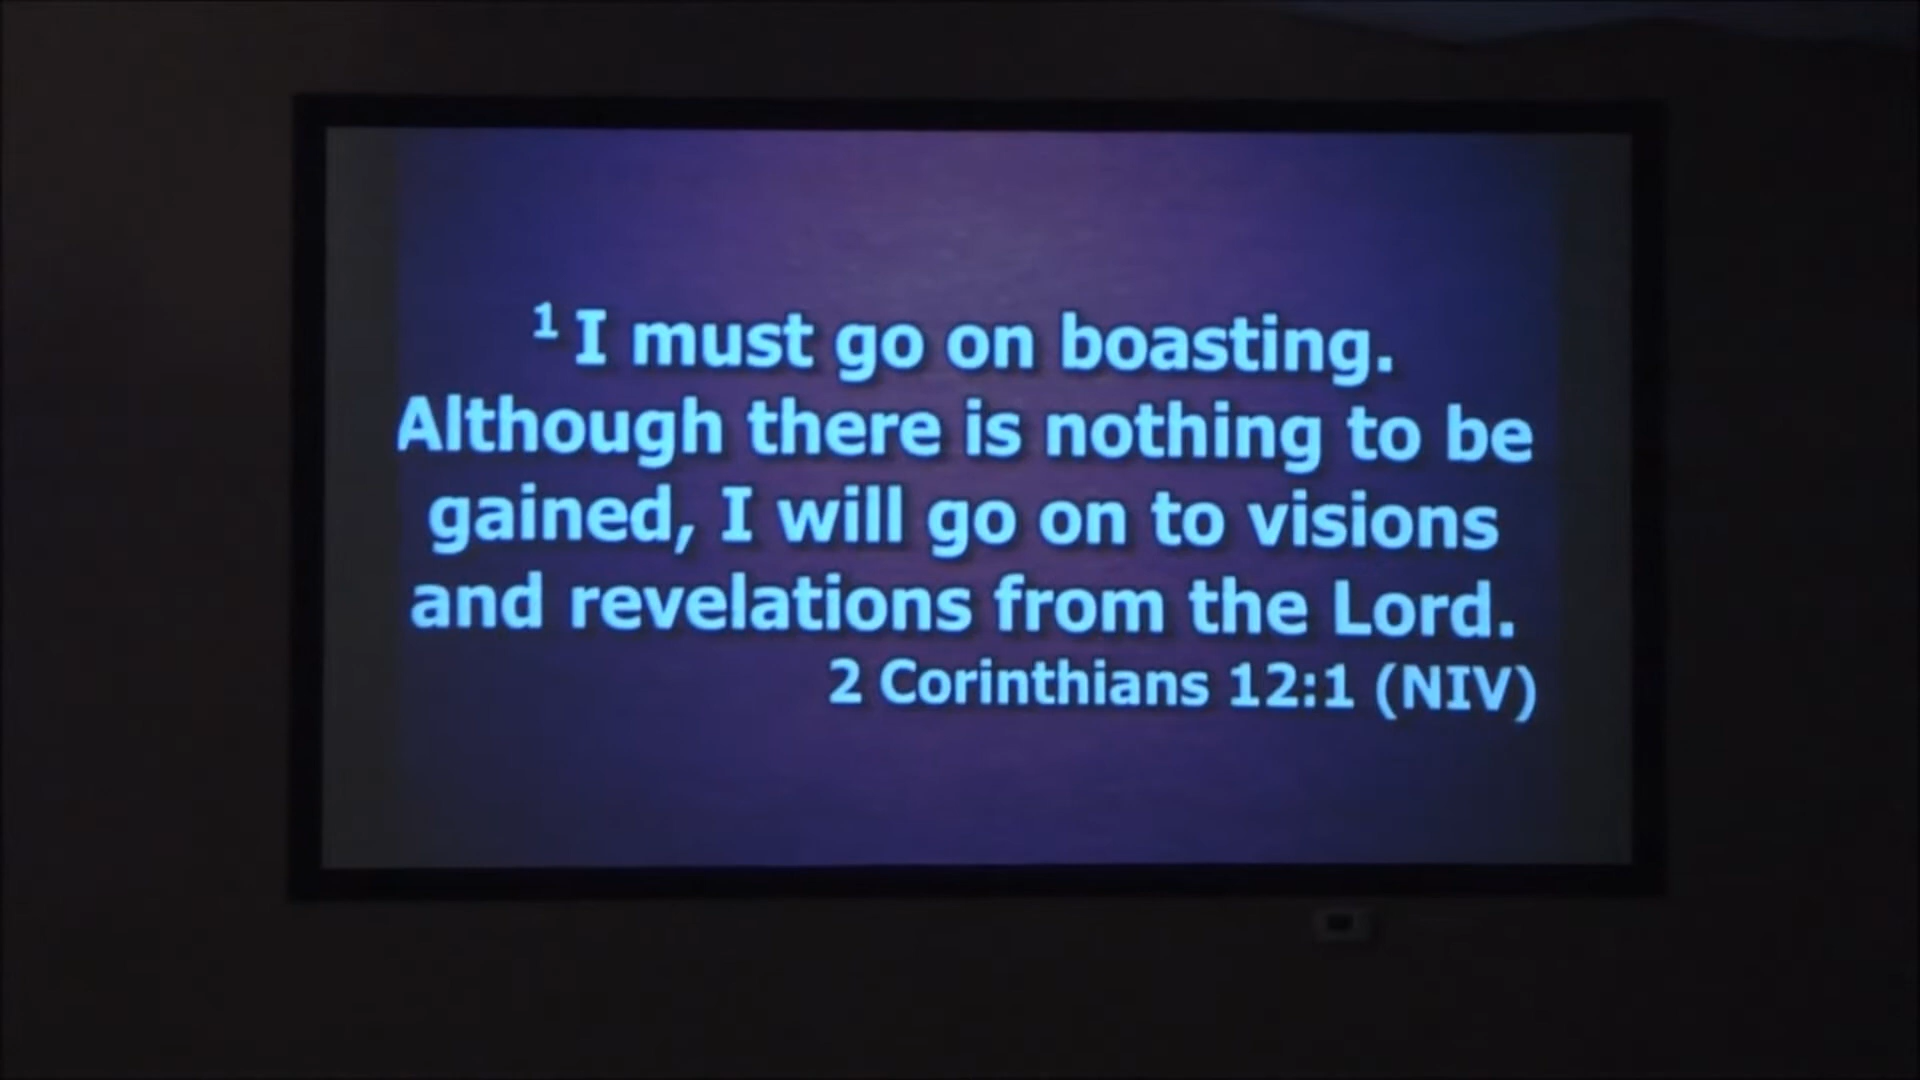 1 I must go on boasting.
Although there is nothing to be
gained, I will go on to visions
and revelations from the Lord.
2 Corinthians 12:1 (NIV)